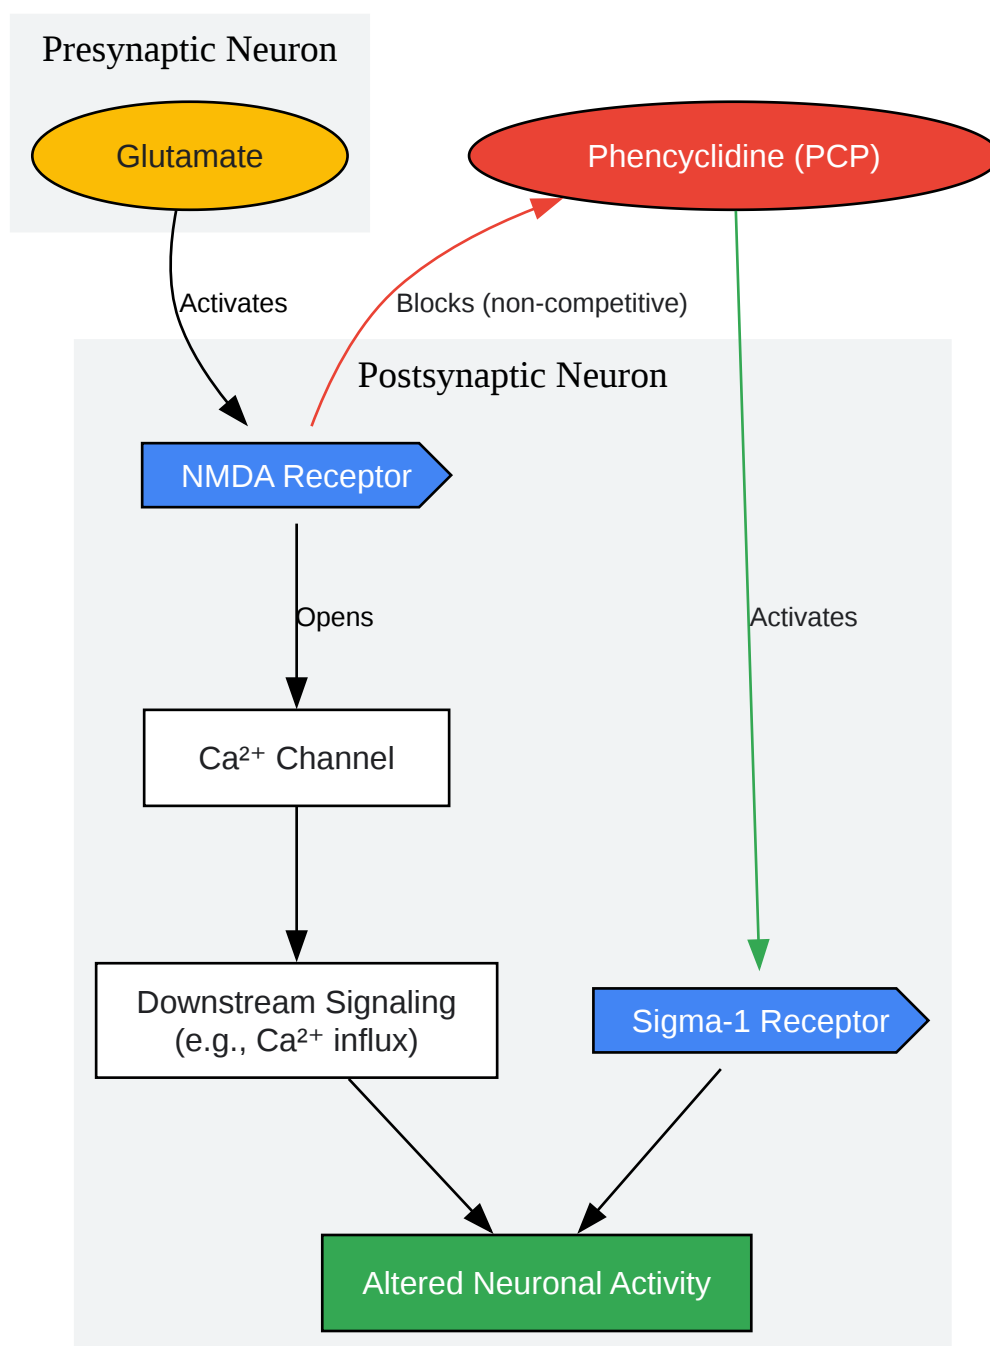 Presynaptic Neuron
Glutamate
Phencyclidine (PCP)
Activates
Blocks (non-competitive)
Postsynaptic Neuron
NMDA Receptor
Opens
Activates
Ca²⁺ Channel
Downstream Signaling
(e.g., Ca²⁺ influx)
Sigma-1 Receptor
Altered Neuronal Activity